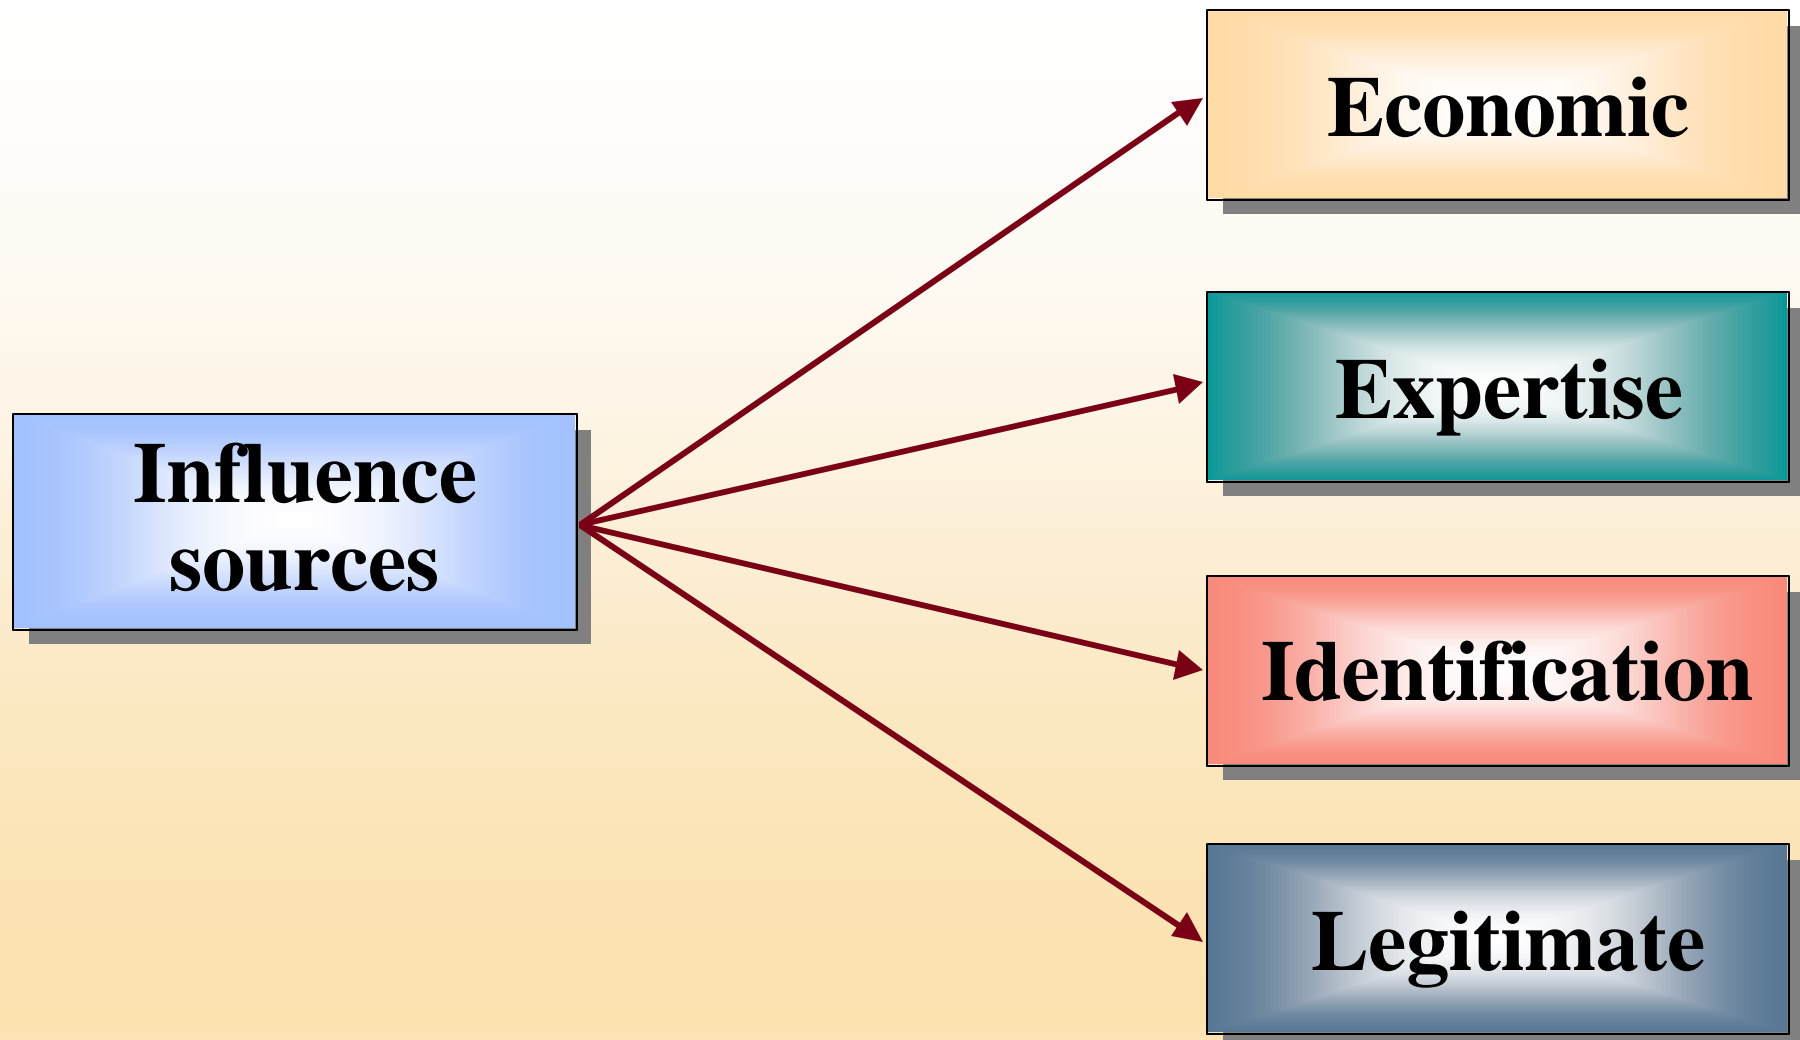 Economic
Expertise
Influence
sources
Identification
Legitimate